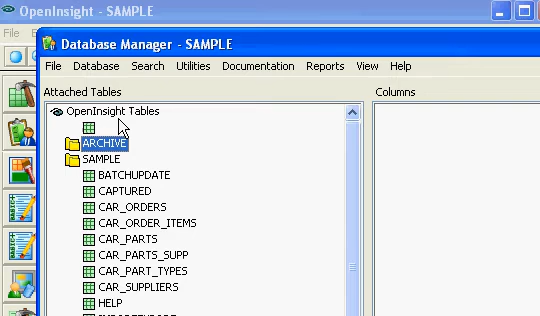 OpenInsight - SAMPLE
File
Database Manager - SAMPLE
File Database Search Utilities Documentation Reports View Help
Attached Tables
Columns
OpenInsight Tables
ARCHIVE
SAMPLE
BATCHUPDATE
CAPTURED
CAR_ORDERS
CAR_ORDER_ITEMS
CAR_PARTS
CAR_PARTS_SUPP
CAR_PART_TYPES
CAR_SUPPLIERS
HELP